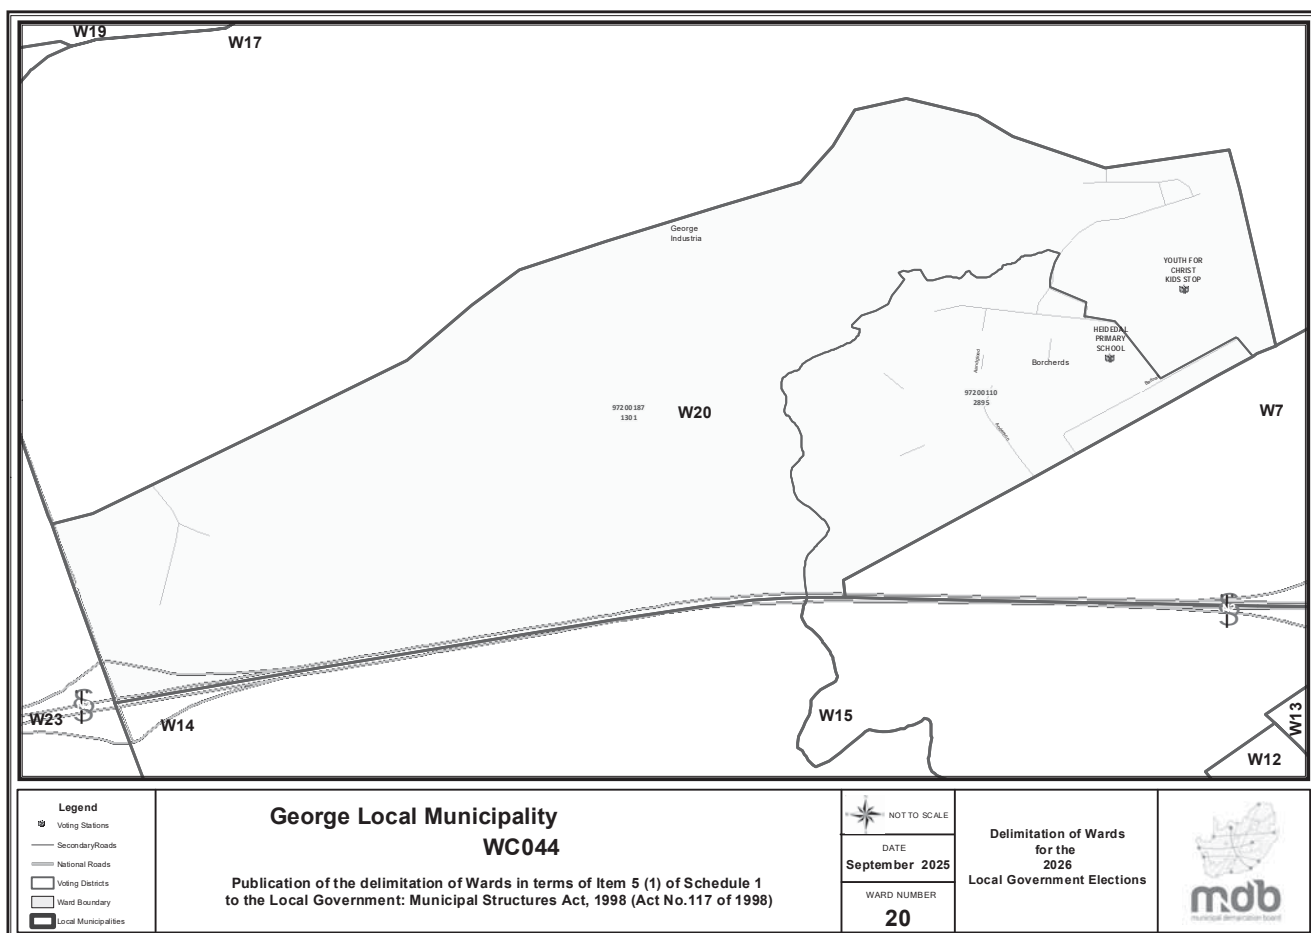 W19
W17
George
Industria
YOUTH FOR
CHRIST
KIDS STOP
HEIDEDAL
PRIMARY
SCHOOL
Borcherds
97200187
1301
W20
97200110
2895
W7
W23
W14
W15
W13
W12
Legend
Voting Stations
SecondaryRoads
National Roads
Voting Districts
Ward Boundary
Local Municipalities
George Local Municipality
WC044
Publication of the delimitation of Wards in terms of Item 5 (1) of Schedule 1
to the Local Government: Municipal Structures Act, 1998 (Act No.117 of 1998)
NOT TO SCALE
DATE
September 2025
WARD NUMBER
20
Delimitation of Wards
for the
2026
Local Government Elections
mdb
municipal demarcation board